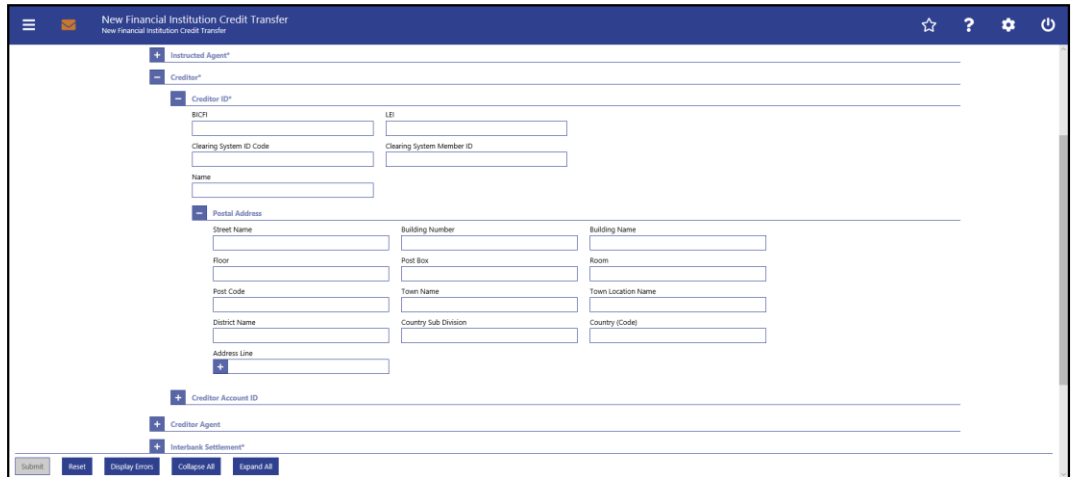 New Financial Institution Credit Transfer
New Financial Institution Credit Transfer
?
+ Instructed Agent*
− Creditor*
− Creditor ID*
BICFI LEI
Clearing System ID Code Clearing System Member ID
Name
− Postal Address
Street Name Building Number Building Name
Floor Post Box Room
Post Code Town Name Town Location Name
District Name Country Sub Division Country (Code)
Address Line
+
+ Creditor Account ID
+ Creditor Agent
+ Interbank Settlement*
Submit Reset Display Errors Collapse All Expand All